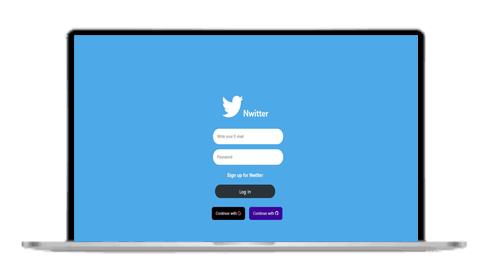 Nwitter
Write your E-mail
Password
Sign up for Nwitter
Log In
Continue with G
Continue with